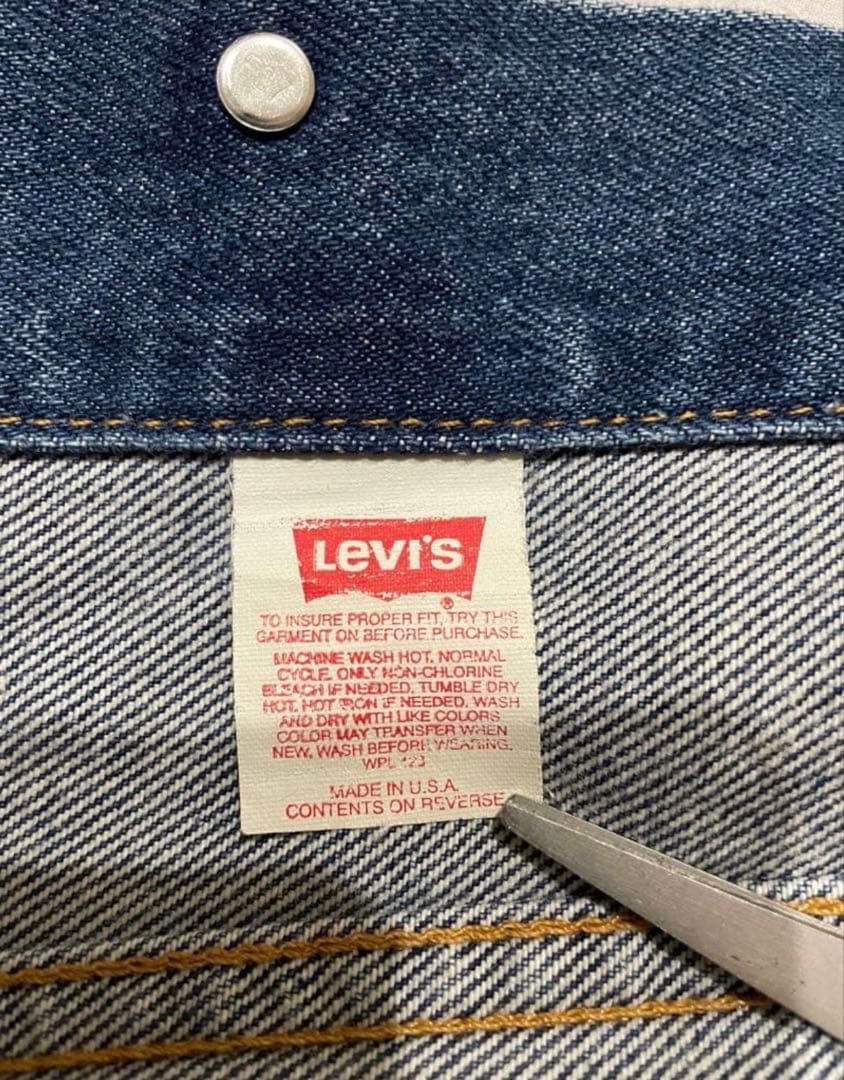 Levi's
®
TO INSURE PROPER FIT, TRY THIS
GARMENT ON BEFORE PURCHASE.
MACHINE WASH HOT, NORMAL
CYCLE. ONLY NON-CHLORINE
BLEACH IF NEEDED. TUMBLE DRY
HOT, HOT IRON IF NEEDED. WASH
AND DRY WITH LIKE COLORS
COLOR MAY TRANSFER WHEN
NEW, WASH BEFORE WEARING.
WPL 423
MADE IN U.S.A.
CONTENTS ON REVERSE